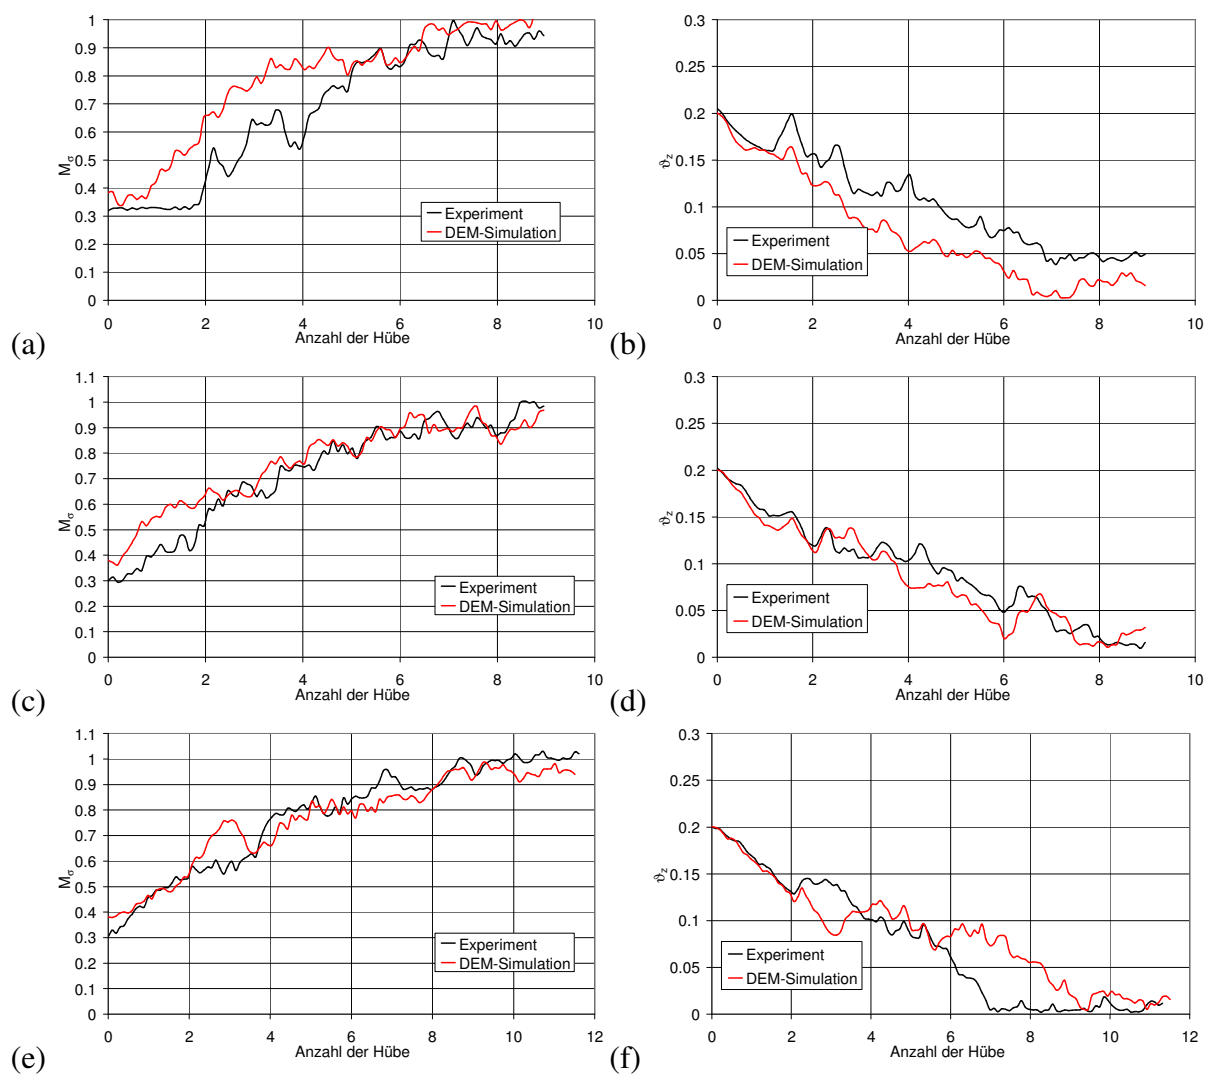 1
0.9
0.8
0.7
0.6
0.5
0.4
0.3
0.2
0.1
0
Mσ
0 2 4 6 8 10
Anzahl der Hübe
Experiment
DEM-Simulation
(a)
0.3
0.25
0.2
0.15
0.1
0.05
0
ϑz
0 2 4 6 8 10
Anzahl der Hübe
Experiment
DEM-Simulation
(b)
1.1
1
0.9
0.8
0.7
0.6
0.5
0.4
0.3
0.2
0.1
0
Mσ
0 2 4 6 8 10
Anzahl der Hübe
Experiment
DEM-Simulation
(c)
0.3
0.25
0.2
0.15
0.1
0.05
0
ϑz
0 2 4 6 8 10
Anzahl der Hübe
Experiment
DEM-Simulation
(d)
1.1
1
0.9
0.8
0.7
0.6
0.5
0.4
0.3
0.2
0.1
0
Mσ
0 2 4 6 8 10 12
Anzahl der Hübe
Experiment
DEM-Simulation
(e)
0.3
0.25
0.2
0.15
0.1
0.05
0
ϑz
0 2 4 6 8 10 12
Anzahl der Hübe
Experiment
DEM-Simulation
(f)